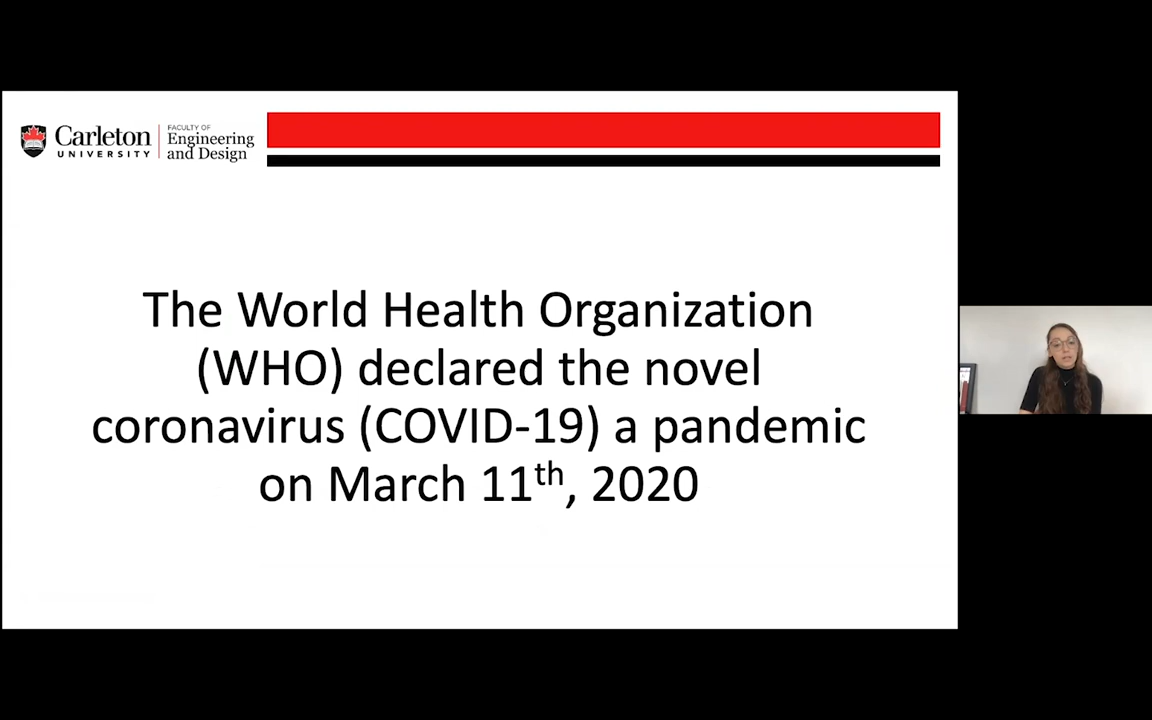 Carleton
UNIVERSITY
FACULTY OF
Engineering
and Design
The World Health Organization
(WHO) declared the novel
coronavirus (COVID-19) a pandemic
on March 11th, 2020